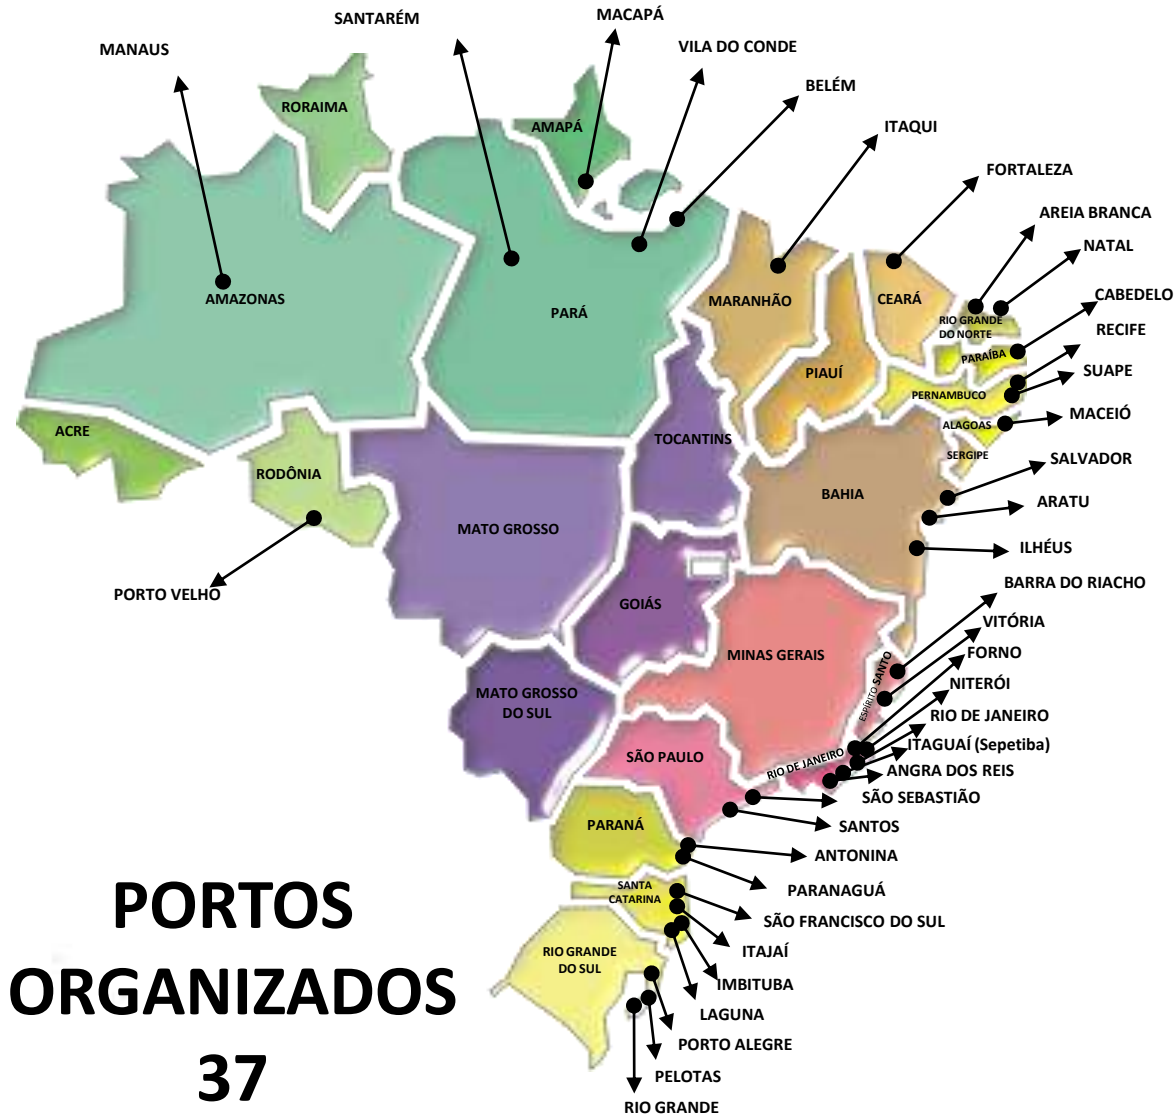 SANTARÉM
MACAPÁ
MANAUS
VILA DO CONDE
BELÉM
RORAIMA
AMAPÁ
ITAQUI
FORTALEZA
AREIA BRANCA
NATAL
CABEDELO
RECIFE
SUAPE
MACEIÓ
AMAZONAS
PARÁ
MARANHÃO
CEARÁ
RIO GRANDE
DO NORTE
PARAÍBA
PIAUÍ
PERNAMBUCO
ALAGOAS
SERGIPE
ACRE
RODÔNIA
TOCANTINS
BAHIA
SALVADOR
ARATU
ILHÉUS
MATO GROSSO
PORTO VELHO
GOIÁS
BARRA DO RIACHO
VITÓRIA
FORNO
NITERÓI
RIO DE JANEIRO
ITAGUAÍ (Sepetiba)
ANGRA DOS REIS
SÃO SEBASTIÃO
SANTOS
MINAS GERAIS
ESPÍRITO SANTO
MATO GROSSO
DO SUL
SÃO PAULO
RIO DE JANEIRO
PARANÁ
ANTONINA
PARANAGUÁ
SANTA
CATARINA
SÃO FRANCISCO DO SUL
ITAJAÍ
IMBITUBA
LAGUNA
RIO GRANDE
DO SUL
PORTO ALEGRE
PELOTAS
RIO GRANDE
PORTOS
ORGANIZADOS
37